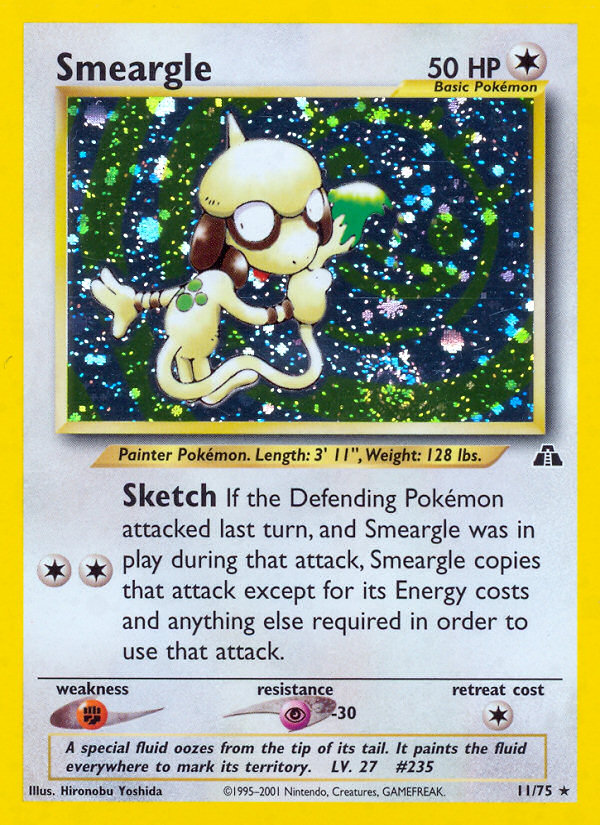 Smeargle
50 HP
Basic Pokémon
Painter Pokémon. Length: 3' 11", Weight: 128 lbs.
Sketch If the Defending Pokémon
attacked last turn, and Smeargle was in
play during that attack, Smeargle copies
that attack except for its Energy costs
and anything else required in order to
use that attack.
weakness
resistance
retreat cost
-30
A special fluid oozes from the tip of its tail. It paints the fluid
everywhere to mark its territory. LV. 27 #235
Illus. Hironobu Yoshida
©1995-2001 Nintendo, Creatures, GAMEFREAK.
11/75 ★